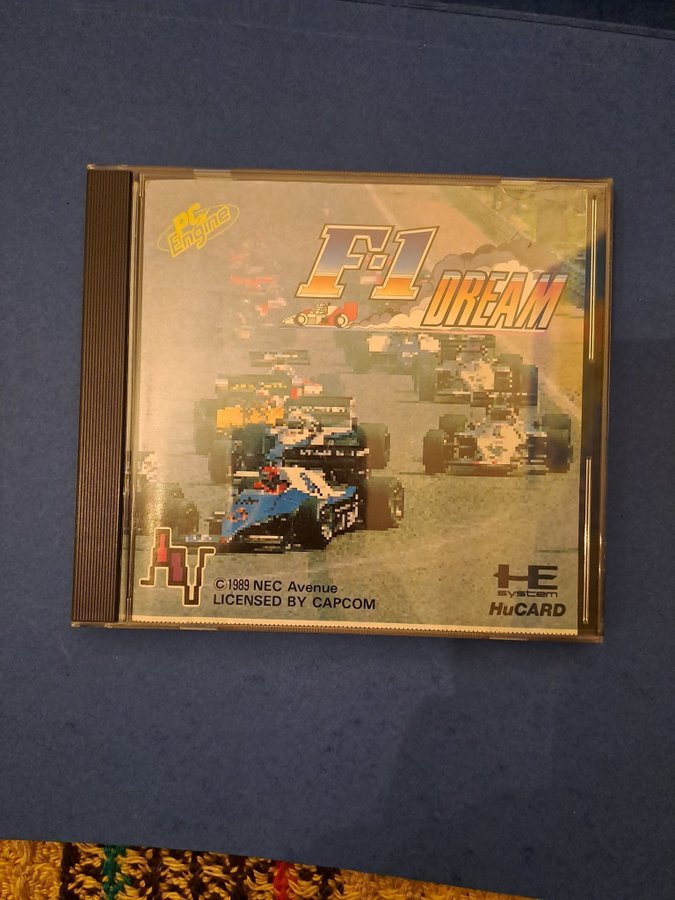 PC
Engine
F-1
DREAM
©1989 NEC Avenue
LICENSED BY CAPCOM
HE
system
HuCARD